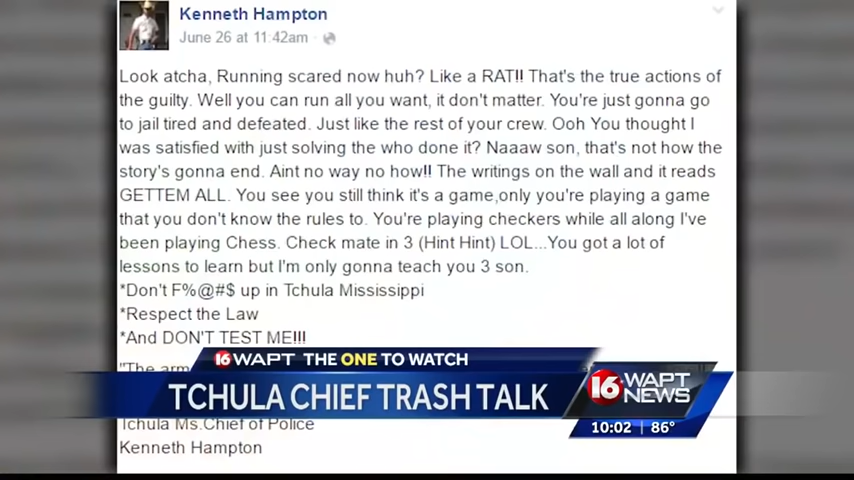 Kenneth Hampton
June 26 at 11:42am
Look atcha, Running scared now huh? Like a RAT!! That's the true actions of
the guilty. Well you can run all you want, it don't matter. You're just gonna go
to jail tired and defeated. Just like the rest of your crew. Ooh You thought I
was satisfied with just solving the who done it? Naaaw son, that's not how the
story's gonna end. Aint no way no how!! The writings on the wall and it reads
GETTEM ALL. You see you still think it's a game,only you're playing a game
that you don't know the rules to. You're playing checkers while all along I've
been playing Chess. Check mate in 3 (Hint Hint) LOL...You got a lot of
lessons to learn but I'm only gonna teach you 3 son.
*Don't F%@#$ up in Tchula Mississippi
*Respect the Law
*And DON'T TEST ME!!!
"The arm
16 WAPT THE ONE TO WATCH
TCHULA CHIEF TRASH TALK
16 WAPT
NEWS
10:02 | 86°
Tchula Ms.Chief of Police
Kenneth Hampton